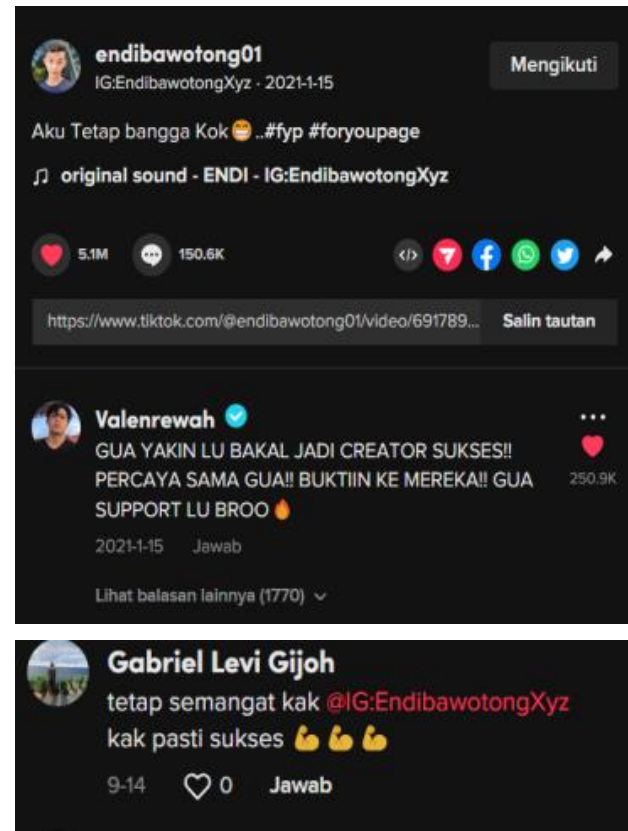 endibawotong01
Mengikuti
IG:EndibawotongXyz · 2021-1-15
Aku Tetap bangga Kok😁..#fyp #foryoupage
♫ original sound - ENDI - IG:EndibawotongXyz
5.1M 150.6K
https://www.tiktok.com/@endibawotong01/video/691789... Salin tautan
Valenrewah
GUA YAKIN LU BAKAL JADI CREATOR SUKSES!!
PERCAYA SAMA GUA!! BUKTIIN KE MEREKA!! GUA
SUPPORT LU BROO🔥
250.9K
2021-1-15 Jawab
Lihat balasan lainnya (1770)
Gabriel Levi Gijoh
tetap semangat kak @IG:EndibawotongXyz
kak pasti sukses 💪💪💪
9-14 0 Jawab